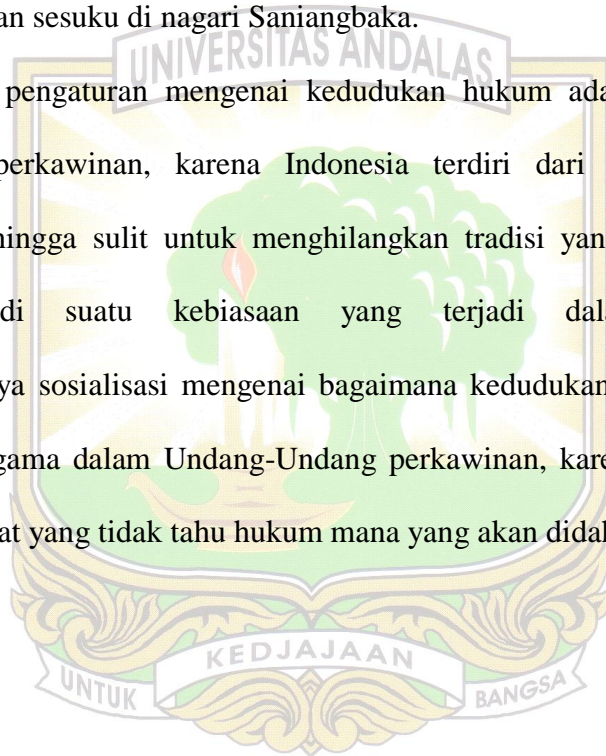 an sesuku di nagari Saniangbaka.
UNIVERSITAS ANDALAS
pengaturan mengenai kedudukan hukum ada
perkawinan, karena Indonesia terdiri dari
hingga sulit untuk menghilangkan tradisi yan
di suatu kebiasaan yang terjadi dala
ya sosialisasi mengenai bagaimana kedudukan
gama dalam Undang-Undang perkawinan, kare
at yang tidak tahu hukum mana yang akan didah
KEDJAJAAN
UNTUK
BANGSA